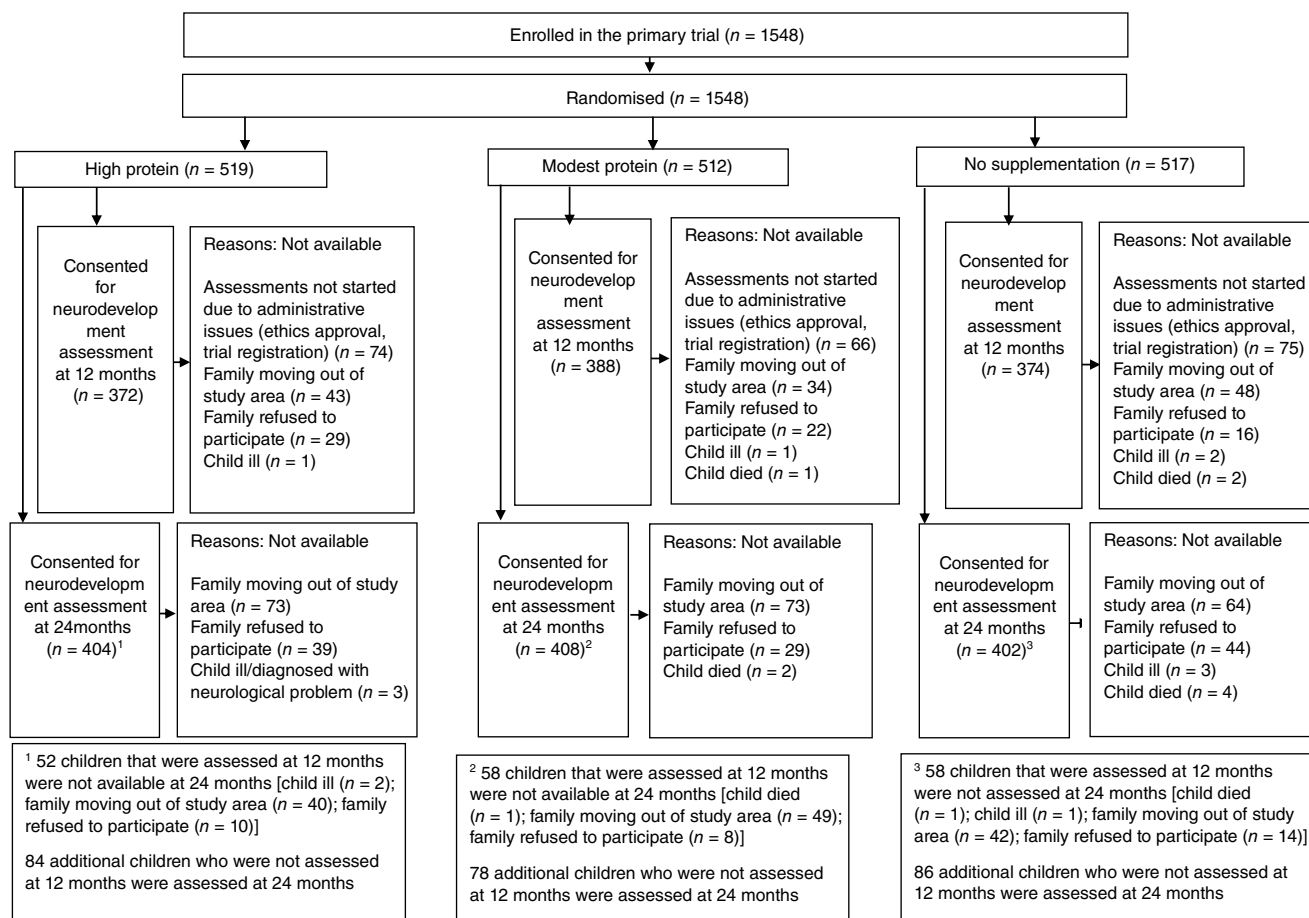 Enrolled in the primary trial (n = 1548)
Randomised (n = 1548)
High protein (n = 519)
Modest protein (n = 512)
No supplementation (n = 517)
Consented
for
neurodevelop
ment
assessment
at 12 months
(n = 372)
Reasons: Not available
Assessments not started
due to administrative
issues (ethics approval,
trial registration) (n = 74)
Family moving out of
study area (n = 43)
Family refused to
participate (n = 29)
Child ill (n = 1)
Consented for
neurodevelop
ment
assessment
at 12 months
(n = 388)
Reasons: Not available
Assessments not started
due to administrative
issues (ethics approval,
trial registration) (n = 66)
Family moving out of
study area (n = 34)
Family refused to
participate (n = 22)
Child ill (n = 1)
Child died (n = 1)
Consented
for
neurodevelop
ment
assessment
at 12 months
(n = 374)
Reasons: Not available
Assessments not started
due to administrative
issues (ethics approval,
trial registration) (n = 75)
Family moving out of
study area (n = 48)
Family refused to
participate (n = 16)
Child ill (n = 2)
Child died (n = 2)
Consented for
neurodevelopm
ent assessment
at 24months
(n = 404)1
Reasons: Not available
Family moving out of study
area (n = 73)
Family refused to
participate (n = 39)
Child ill/diagnosed with
neurological problem (n = 3)
Consented for
neurodevelopm
ent assessment
at 24 months
(n = 408)2
Reasons: Not available
Family moving out of
study area (n = 73)
Family refused to
participate (n = 29)
Child died (n = 2)
Consented for
neurodevelopm
ent assessment
at 24 months
(n = 402)3
Reasons: Not available
Family moving out of
study area (n = 64)
Family refused to
participate (n = 44)
Child ill (n = 3)
Child died (n = 4)
1 52 children that were assessed at 12 months
were not available at 24 months [child ill (n = 2);
family moving out of study area (n = 40); family
refused to participate (n = 10)]
84 additional children who were not assessed
at 12 months were assessed at 24 months
2 58 children that were assessed at 12 months
were not available at 24 months [child died
(n = 1); family moving out of study area (n = 49);
family refused to participate (n = 8)]
78 additional children who were not assessed
at 12 months were assessed at 24 months
3 58 children that were assessed at 12 months
were not assessed at 24 months [child died
(n = 1); child ill (n = 1); family moving out of study
area (n = 42); family refused to participate (n = 14)]
86 additional children who were not assessed at
12 months were assessed at 24 months